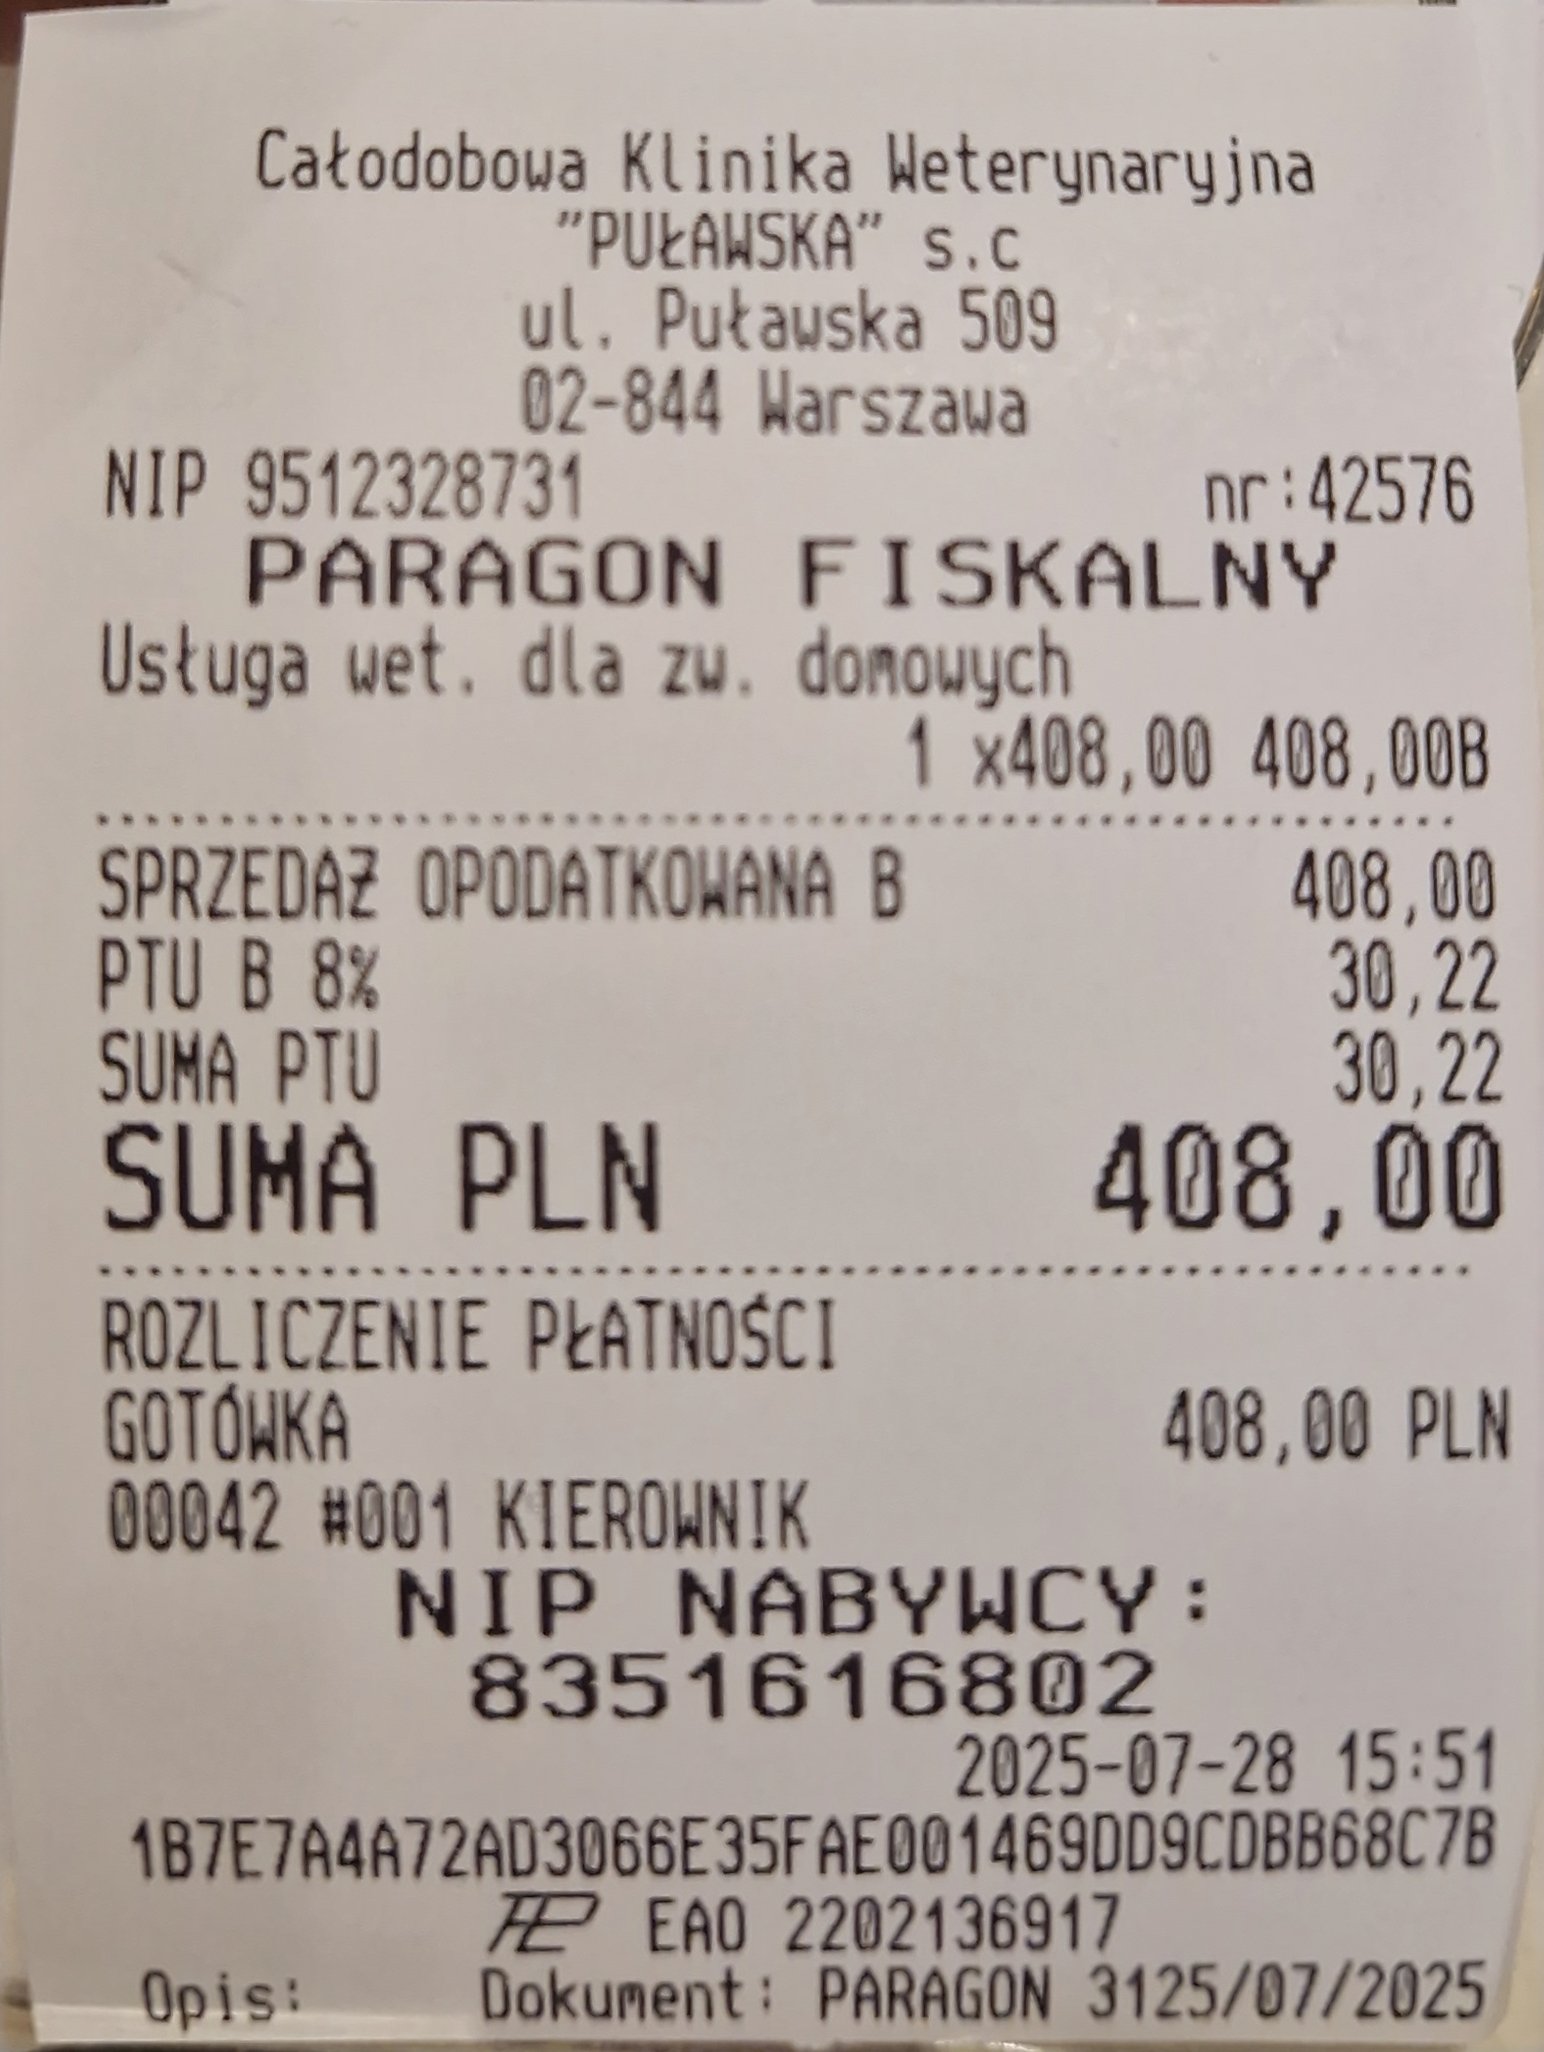 Całodobowa Klinika Weterynaryjna
"PUŁAWSKA" s.c
ul. Puławska 509
02-844 Warszawa
NIP 9512328731 nr:42576
PARAGON FISKALNY
Usługa wet. dla zw. domowych
1 x408,00 408,00B
SPRZEDAŻ OPODATKOWANA B 408,00
PTU B 8% 30,22
SUMA PTU 30,22
SUMA PLN 408,00
ROZLICZENIE PŁATNOŚCI
GOTÓWKA 408,00 PLN
00042 #001 KIEROWNIK
NIP NABYWCY:
8351616802
2025-07-28 15:51
1B7E7A4A72AD3066E35FAE001469DD9CDBB68C7B
EAO 2202136917
Opis: Dokument: PARAGON 3125/07/2025